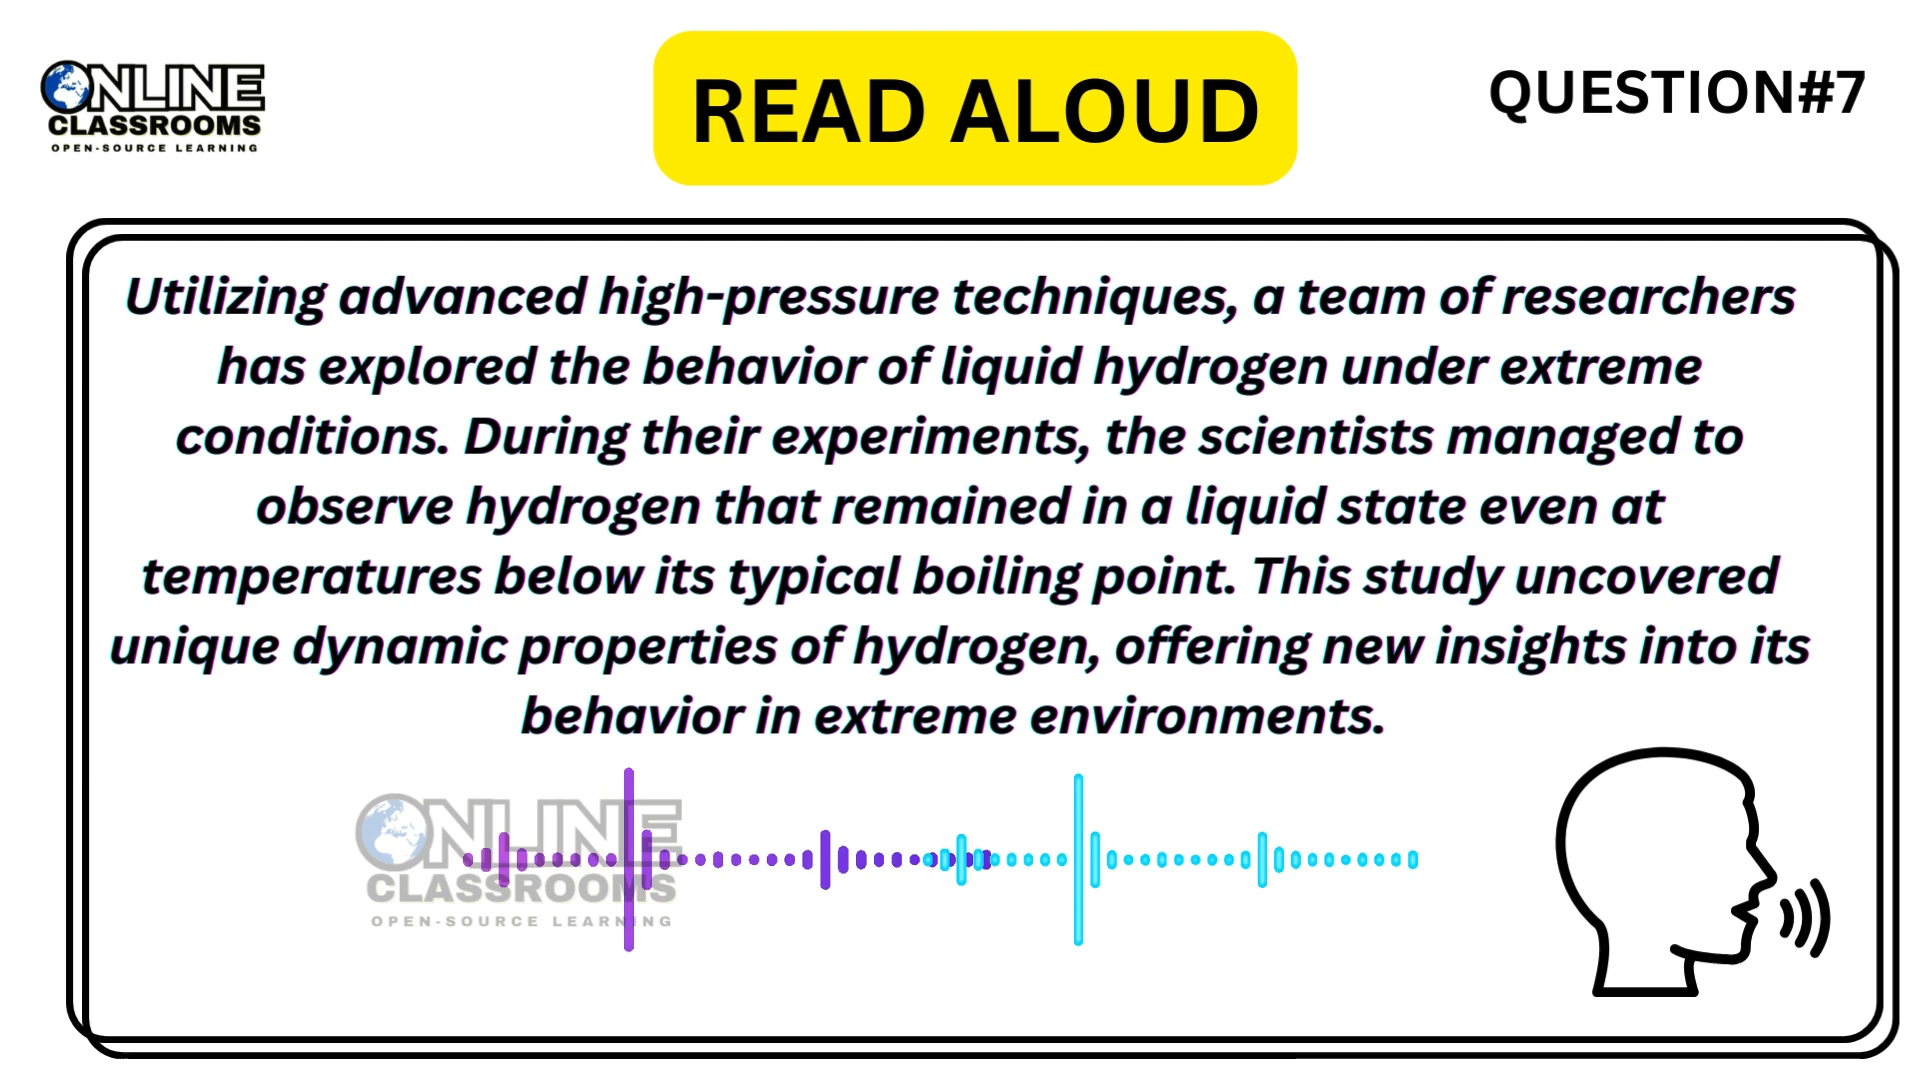 ONLINE
CLASSROOMS
OPEN-SOURCE LEARNING
READ ALOUD
QUESTION#7
Utilizing advanced high-pressure techniques, a team of researchers
has explored the behavior of liquid hydrogen under extreme
conditions. During their experiments, the scientists managed to
observe hydrogen that remained in a liquid state even at
temperatures below its typical boiling point. This study uncovered
unique dynamic properties of hydrogen, offering new insights into its
behavior in extreme environments.
ONLINE
CLASSROOMS
OPEN-SOURCE LEARNING